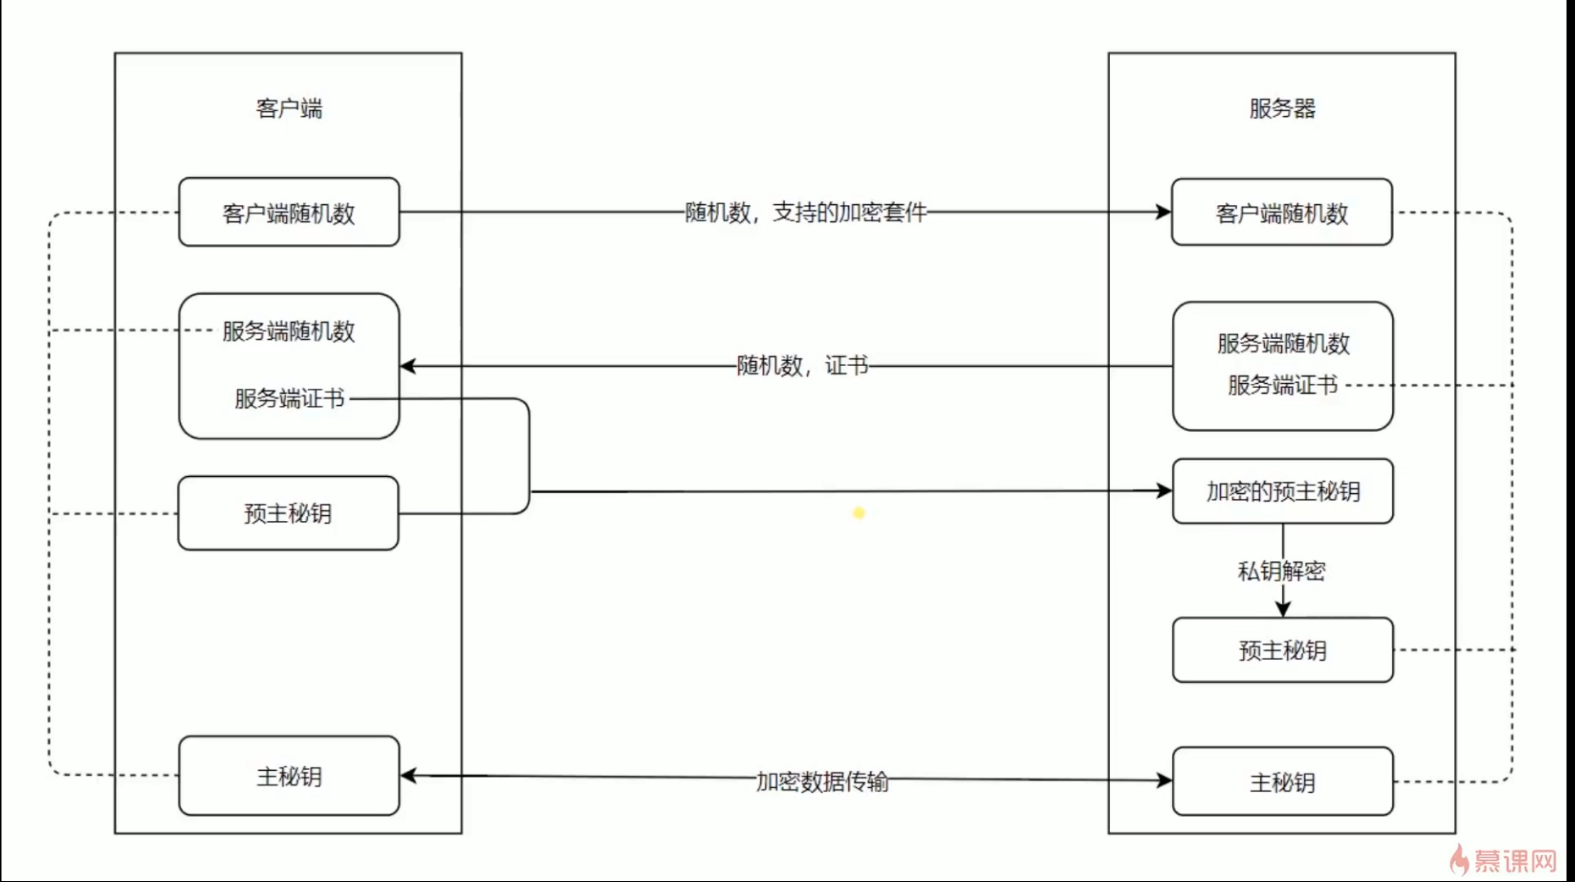 客户端
服务器
客户端随机数
随机数，支持的加密套件
客户端随机数
服务端随机数
服务端证书
随机数，证书
服务端随机数
服务端证书
预主秘钥
加密的预主秘钥
私钥解密
预主秘钥
主秘钥
加密数据传输
主秘钥
慕课网